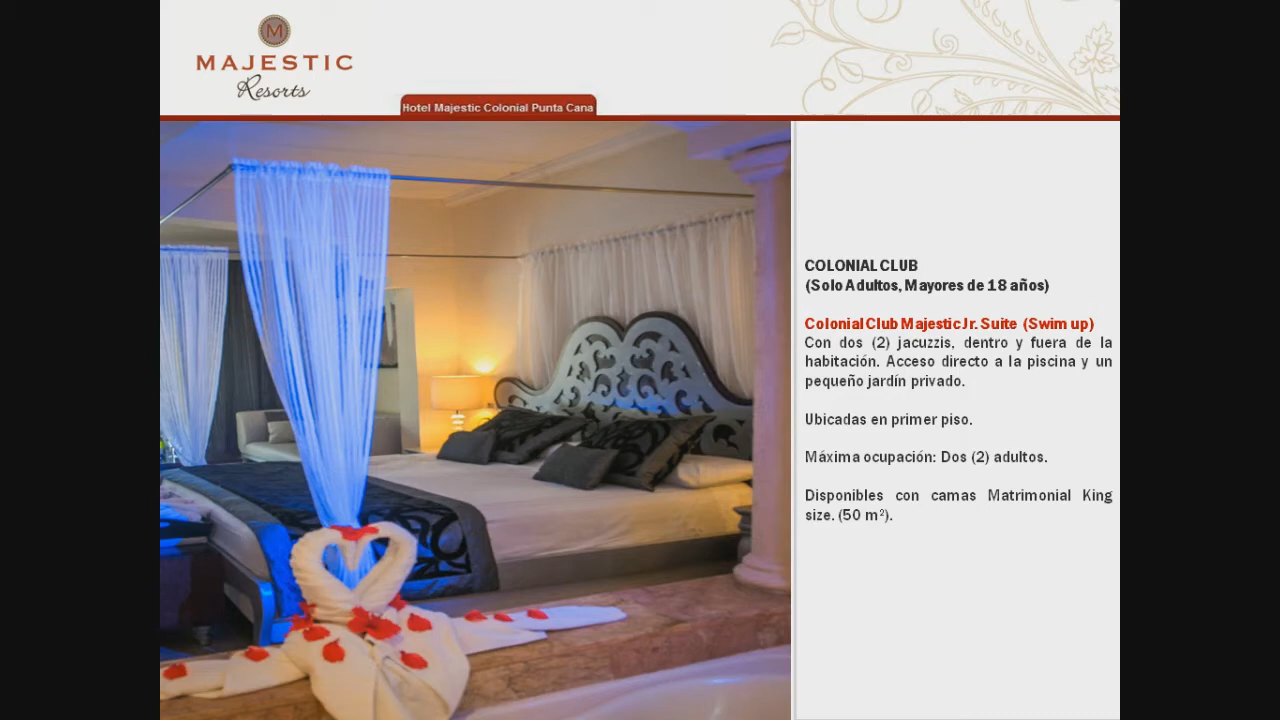 M
MAJESTIC
Resorts
Hotel Majestic Colonial Punta Cana
COLONIAL CLUB
(Solo Adultos, Mayores de 18 años)
Colonial Club Majestic Jr. Suite (Swim up)
Con dos (2) jacuzzis, dentro y fuera de la
habitación. Acceso directo a la piscina y un
pequeño jardín privado.
Ubicadas en primer piso.
Máxima ocupación: Dos (2) adultos.
Disponibles con camas Matrimonial King
size. (50 m²).